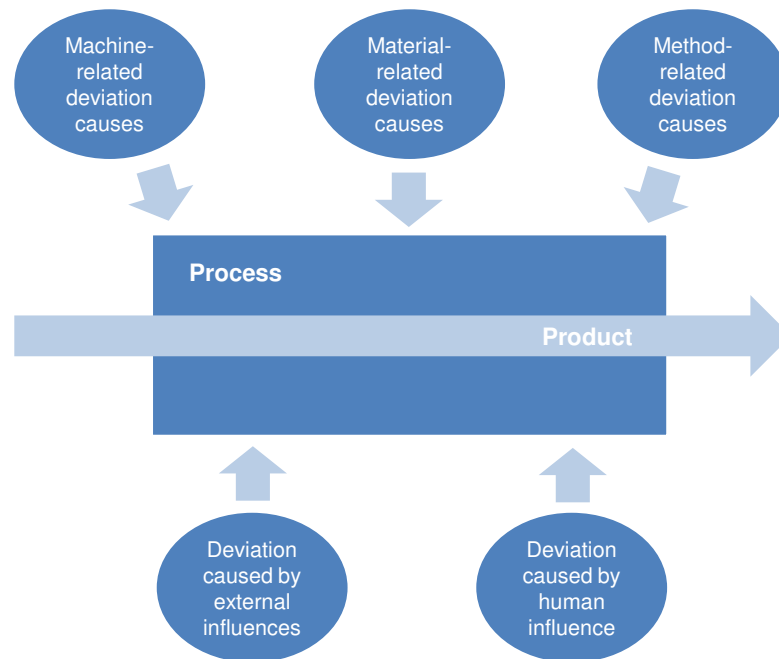 Machine-
related
deviation
causes
Material-
related
deviation
causes
Method-
related
deviation
causes
Process
Product
Deviation
caused by
external
influences
Deviation
caused by
human
influence